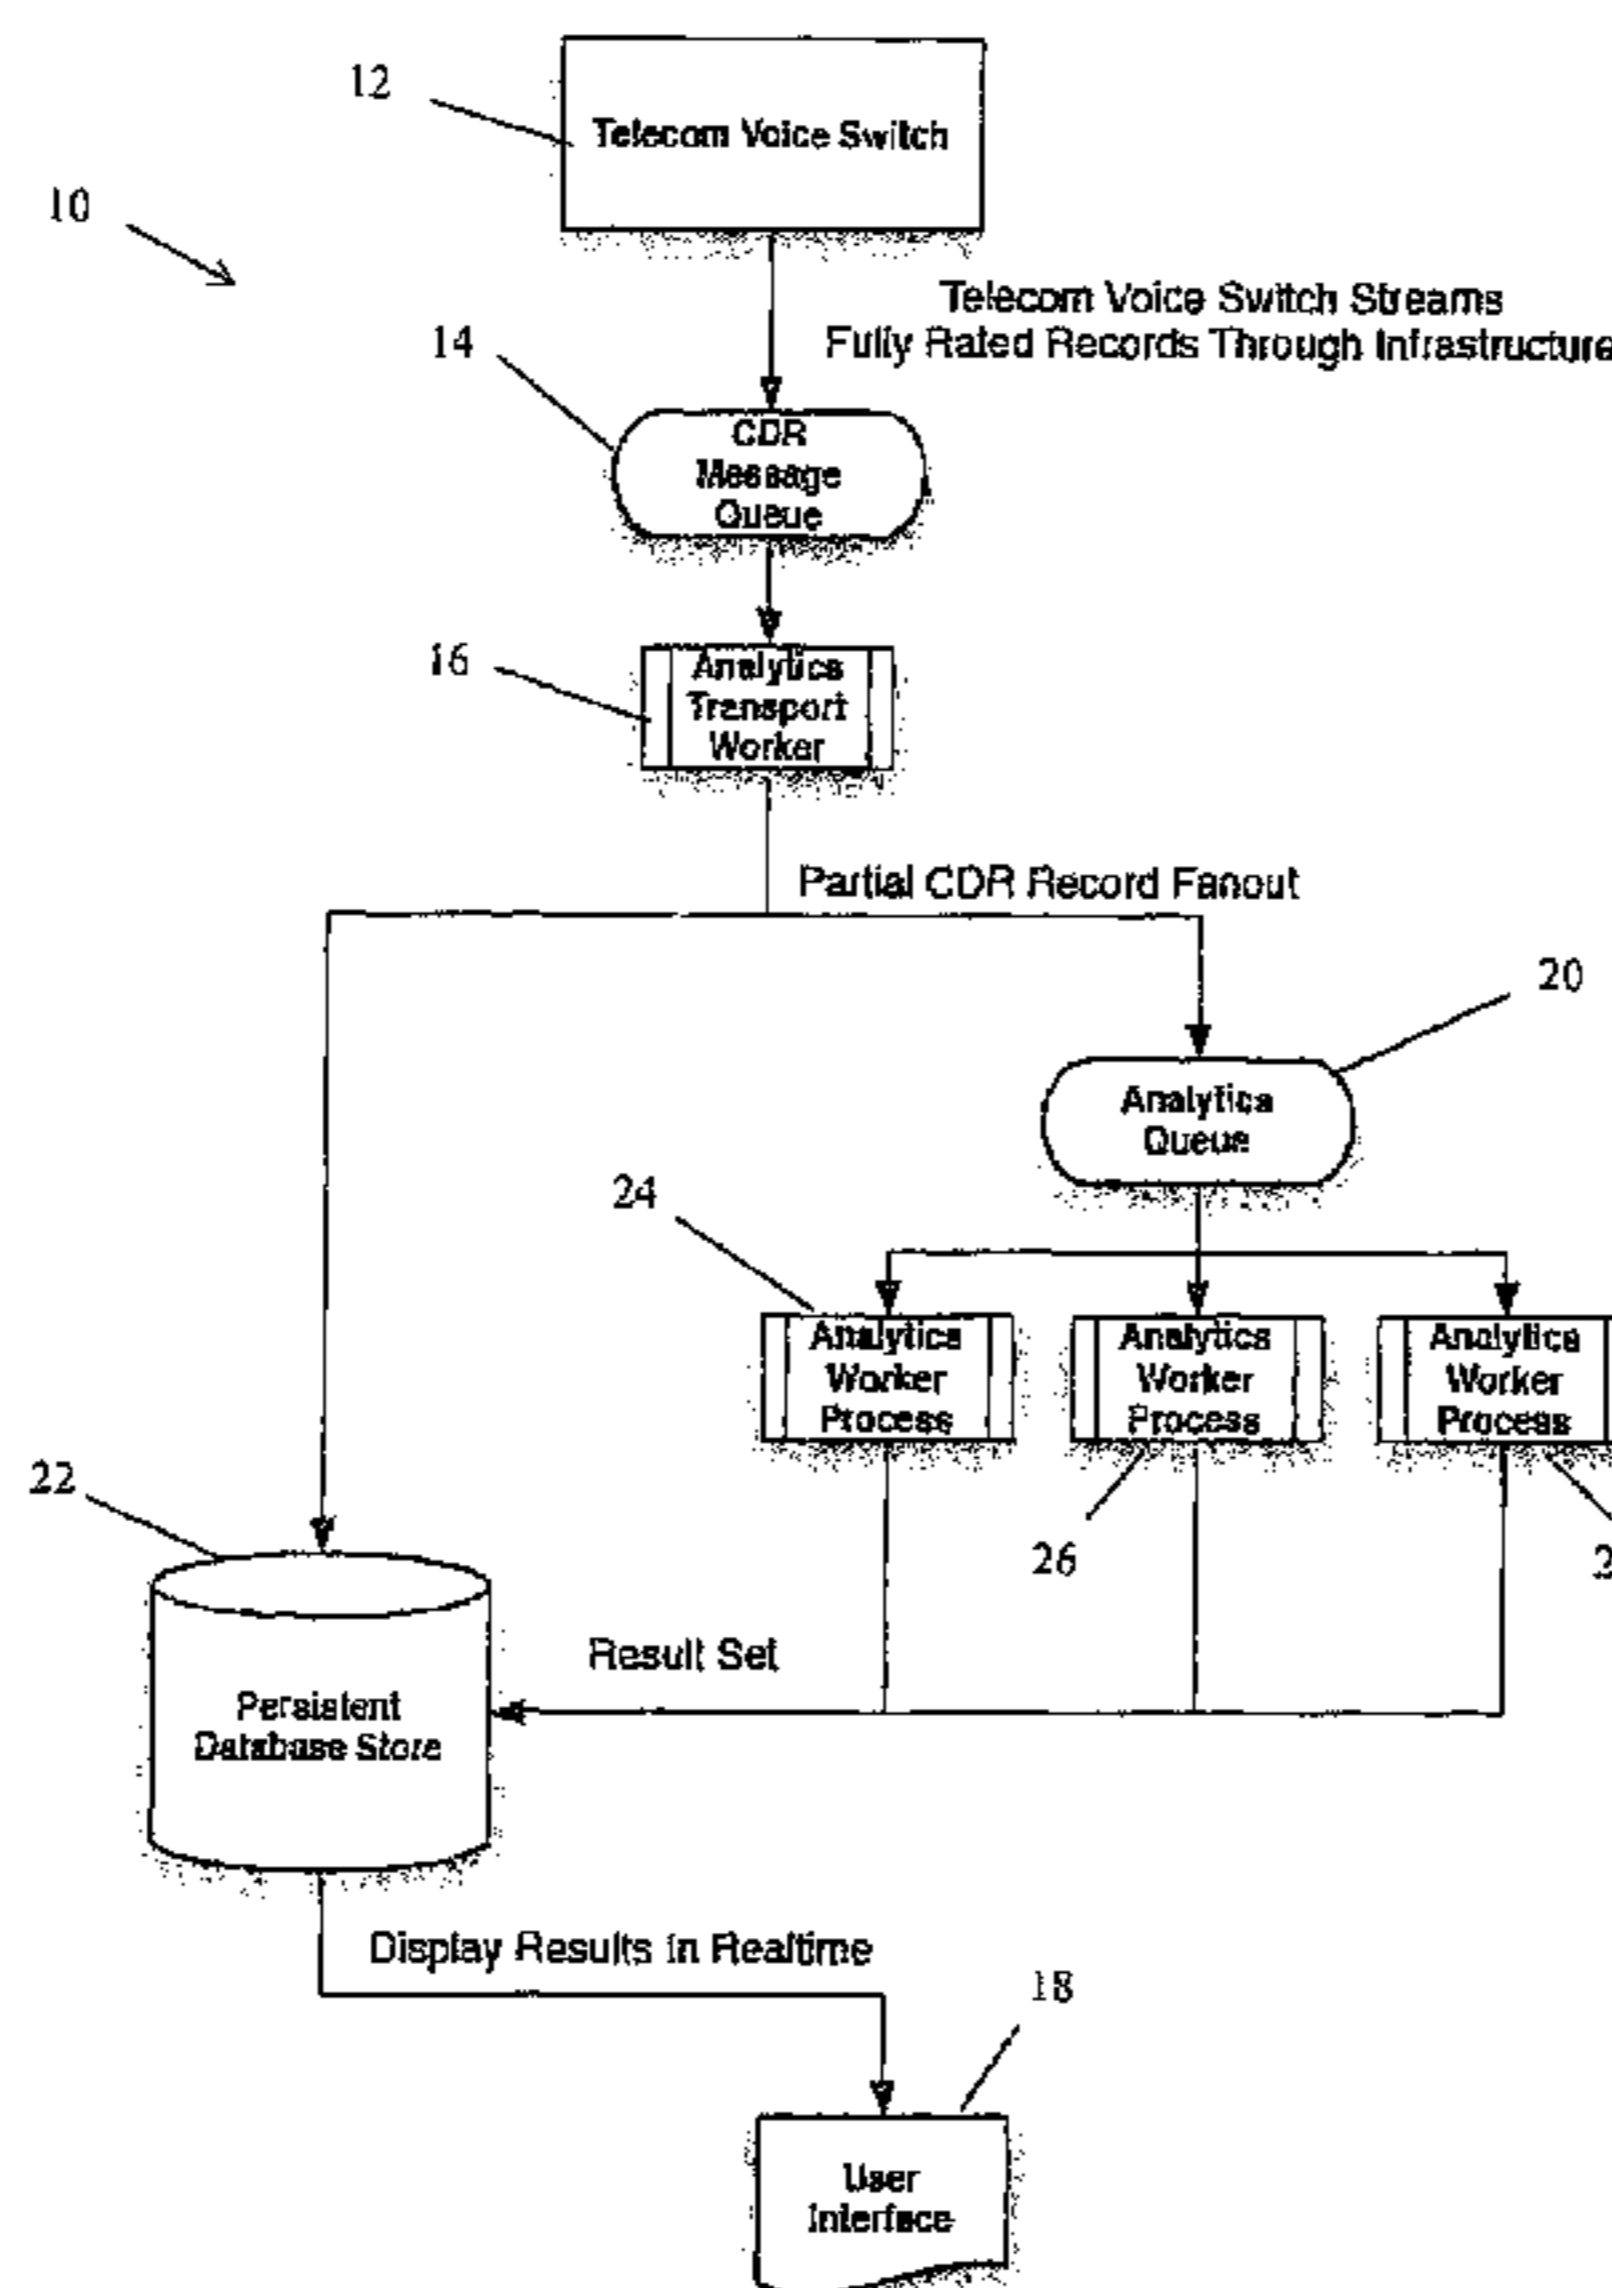 12
Telecom Voice Switch
10
Telecom Voice Switch Streams
Fully Rated Records Through Infrastructure
14
CDR
Message
Queue
16
Analytics
Transport
Worker
Partial CDR Record Fanout
20
Analytics
Queue
24
Analytics
Worker
Process
Analytics
Worker
Process
Analytics
Worker
Process
22
26
2
Result Set
Persistent
Database Store
Display Results in Realtime
18
User
Interface